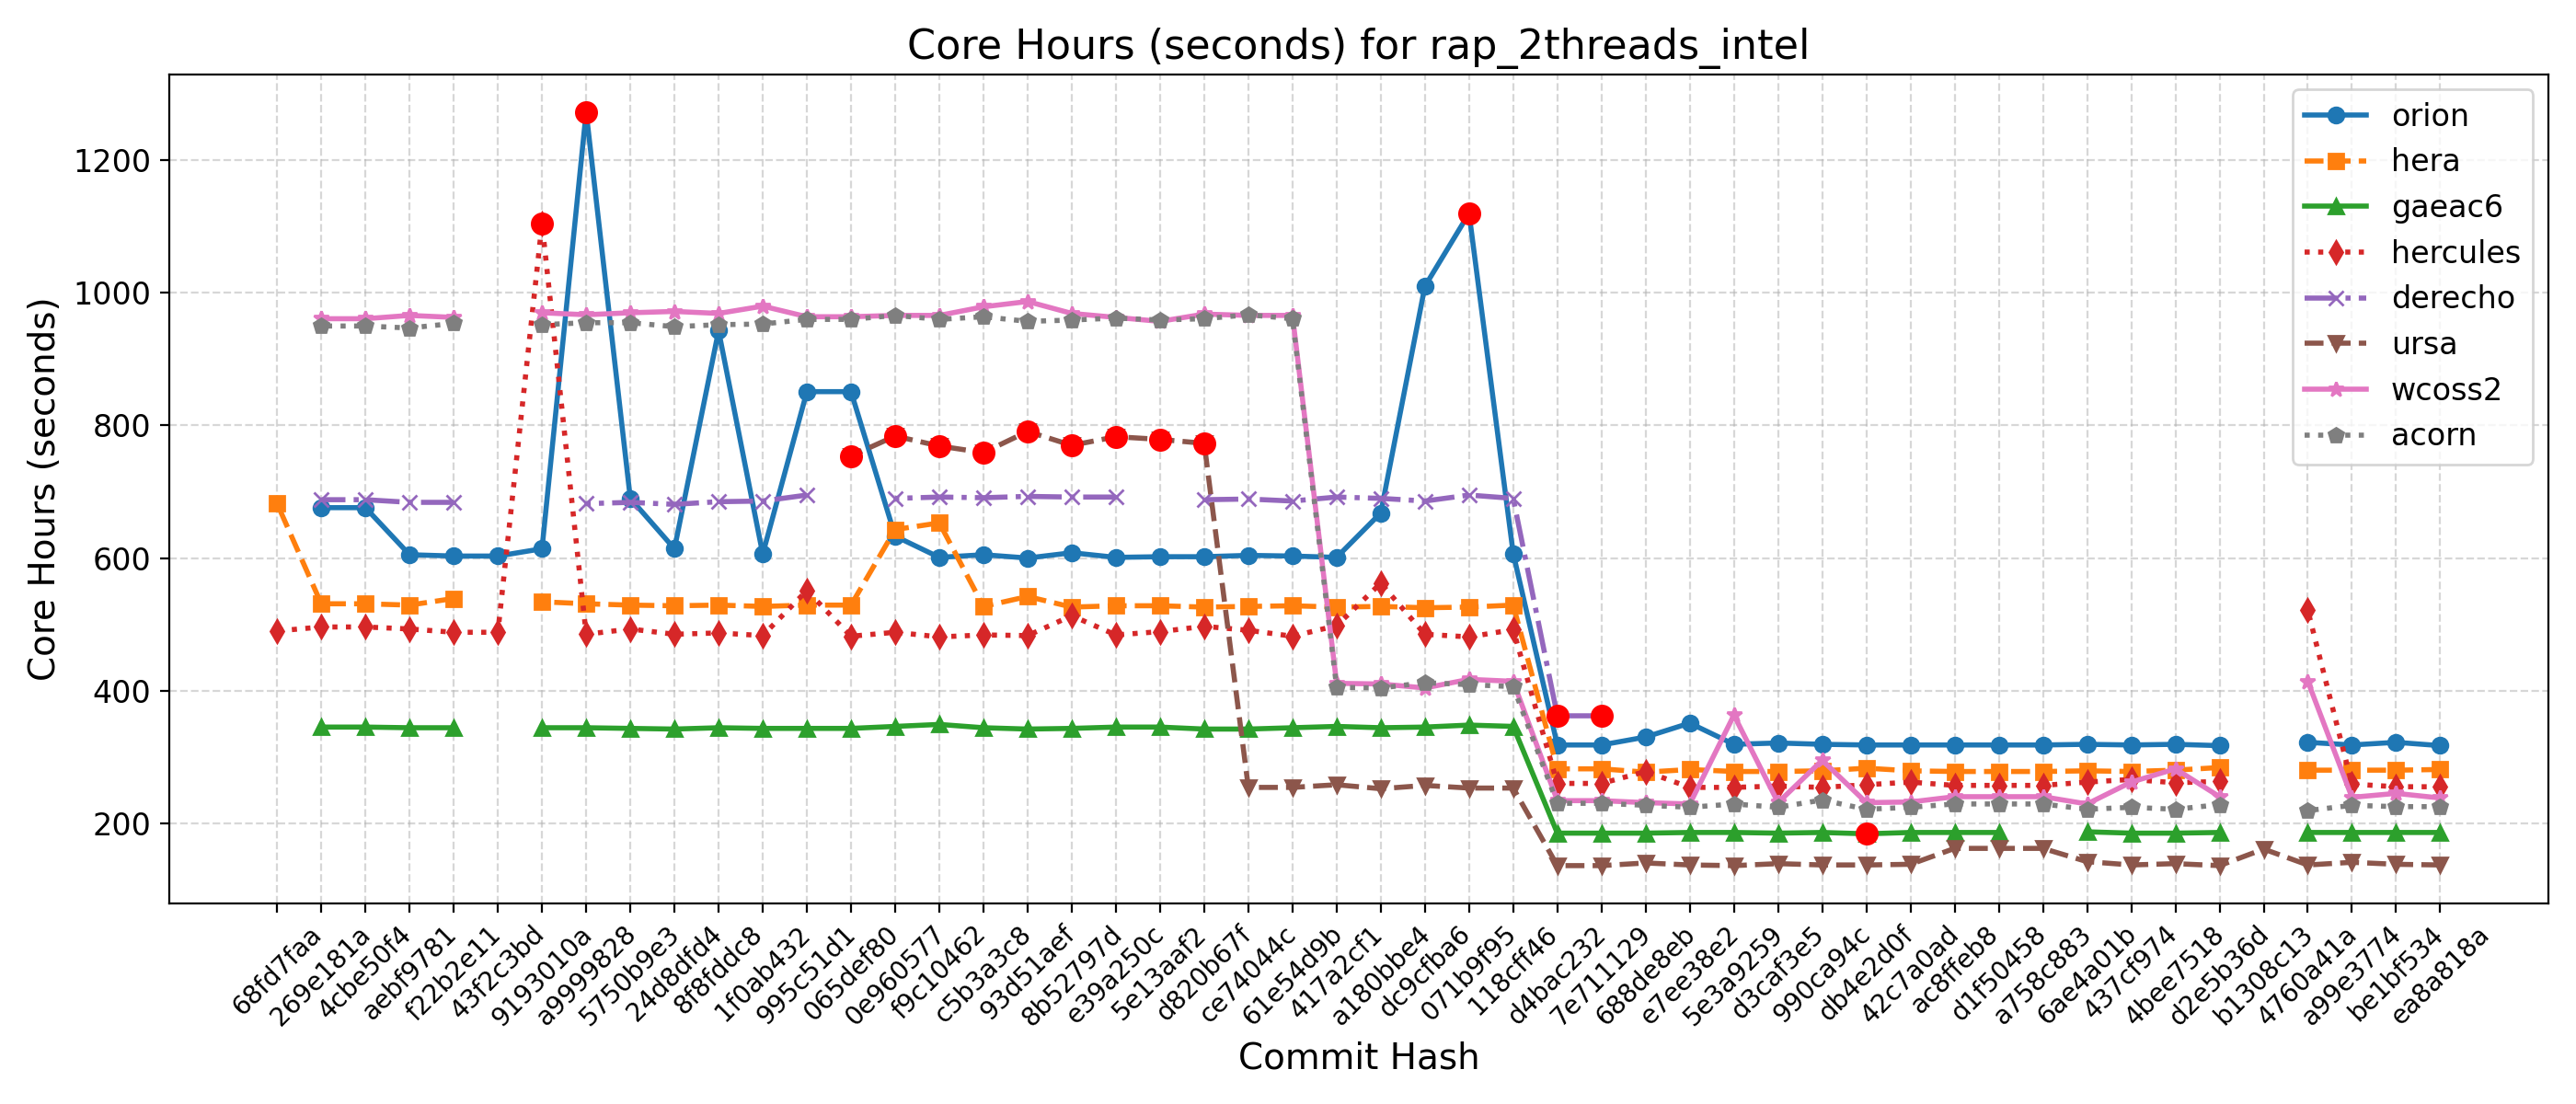 Core Hours (seconds) for rap_2threads_intel
Core Hours (seconds)
1200
1000
800
600
400
200
orion
hera
gaeac6
hercules
derecho
ursa
wcoss2
acorn
68fd7faa
269e181a
4cbe50f4
aebf9781
f22b2e11
43f2c3bd
9193010a
a9999828
5750b9e3
24d8dfd4
8f8fddc8
1f0ab432
995c51d1
065def80
0e960577
f9c10462
c5b3a3c8
93d51aef
8b52797d
e39a250c
5e13aaf2
d820b67f
ce74044c
61e54d9b
417a2cf1
a180bbe4
dc9cfba6
071b9f95
118cff46
d4bac232
7e711129
688de8eb
e7ee38e2
5e3a9259
d3caf3e5
990ca94c
db4e2d0f
42c7a0ad
ac8ffeb8
d1f50458
a758c883
6ae4a01b
437cf974
4bee7518
d2e5b36d
b1308c13
4760a41a
a99e3774
be1bf534
ea8a818a
Commit Hash